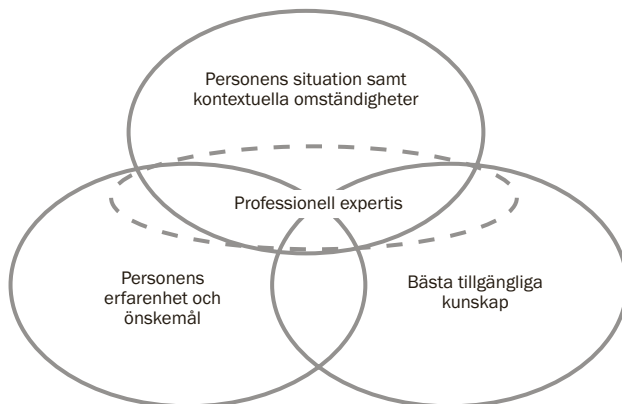 Personens situation samt
kontextuella omständigheter
Professionell expertis
Personens
erfarenhet och
önskemål
Bästa tillgängliga
kunskap